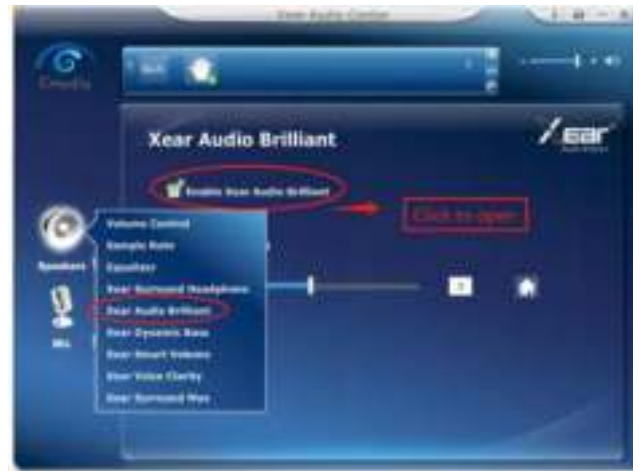 Xear Audio Center
Cmedia
Xear Audio Brilliant
Xear
Enable Xear Audio Brilliant
Click to open
Volume Control
Sample Rate
Speakers
Equalizer
Xear Surround Headphone
Xear Audio Brilliant
Xear Dynamic Bass
Mic
Xear Smart Volume
Xear Voice Clarity
Xear Surround Max